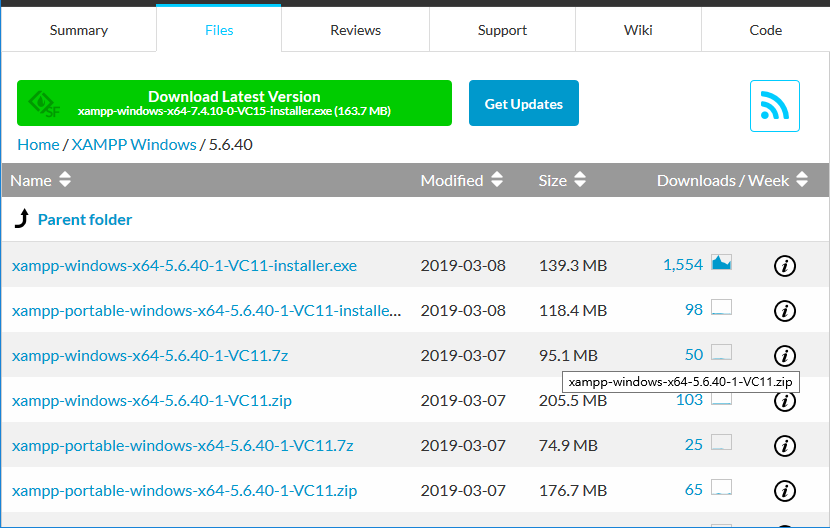 Summary Files Reviews Support Wiki Code
Download Latest Version
xampp-windows-x64-7.4.10-0-VC15-installer.exe (163.7 MB)
Get Updates
Home / XAMPP Windows / 5.6.40
Name Modified Size Downloads / Week
Parent folder
xampp-windows-x64-5.6.40-1-VC11-installer.exe 2019-03-08 139.3 MB 1,554 i
xampp-portable-windows-x64-5.6.40-1-VC11-installe... 2019-03-08 118.4 MB 98 i
xampp-windows-x64-5.6.40-1-VC11.7z 2019-03-07 95.1 MB 50 i
xampp-windows-x64-5.6.40-1-VC11.zip
xampp-windows-x64-5.6.40-1-VC11.zip 2019-03-07 205.5 MB 103 i
xampp-portable-windows-x64-5.6.40-1-VC11.7z 2019-03-07 74.9 MB 25 i
xampp-portable-windows-x64-5.6.40-1-VC11.zip 2019-03-07 176.7 MB 65 i